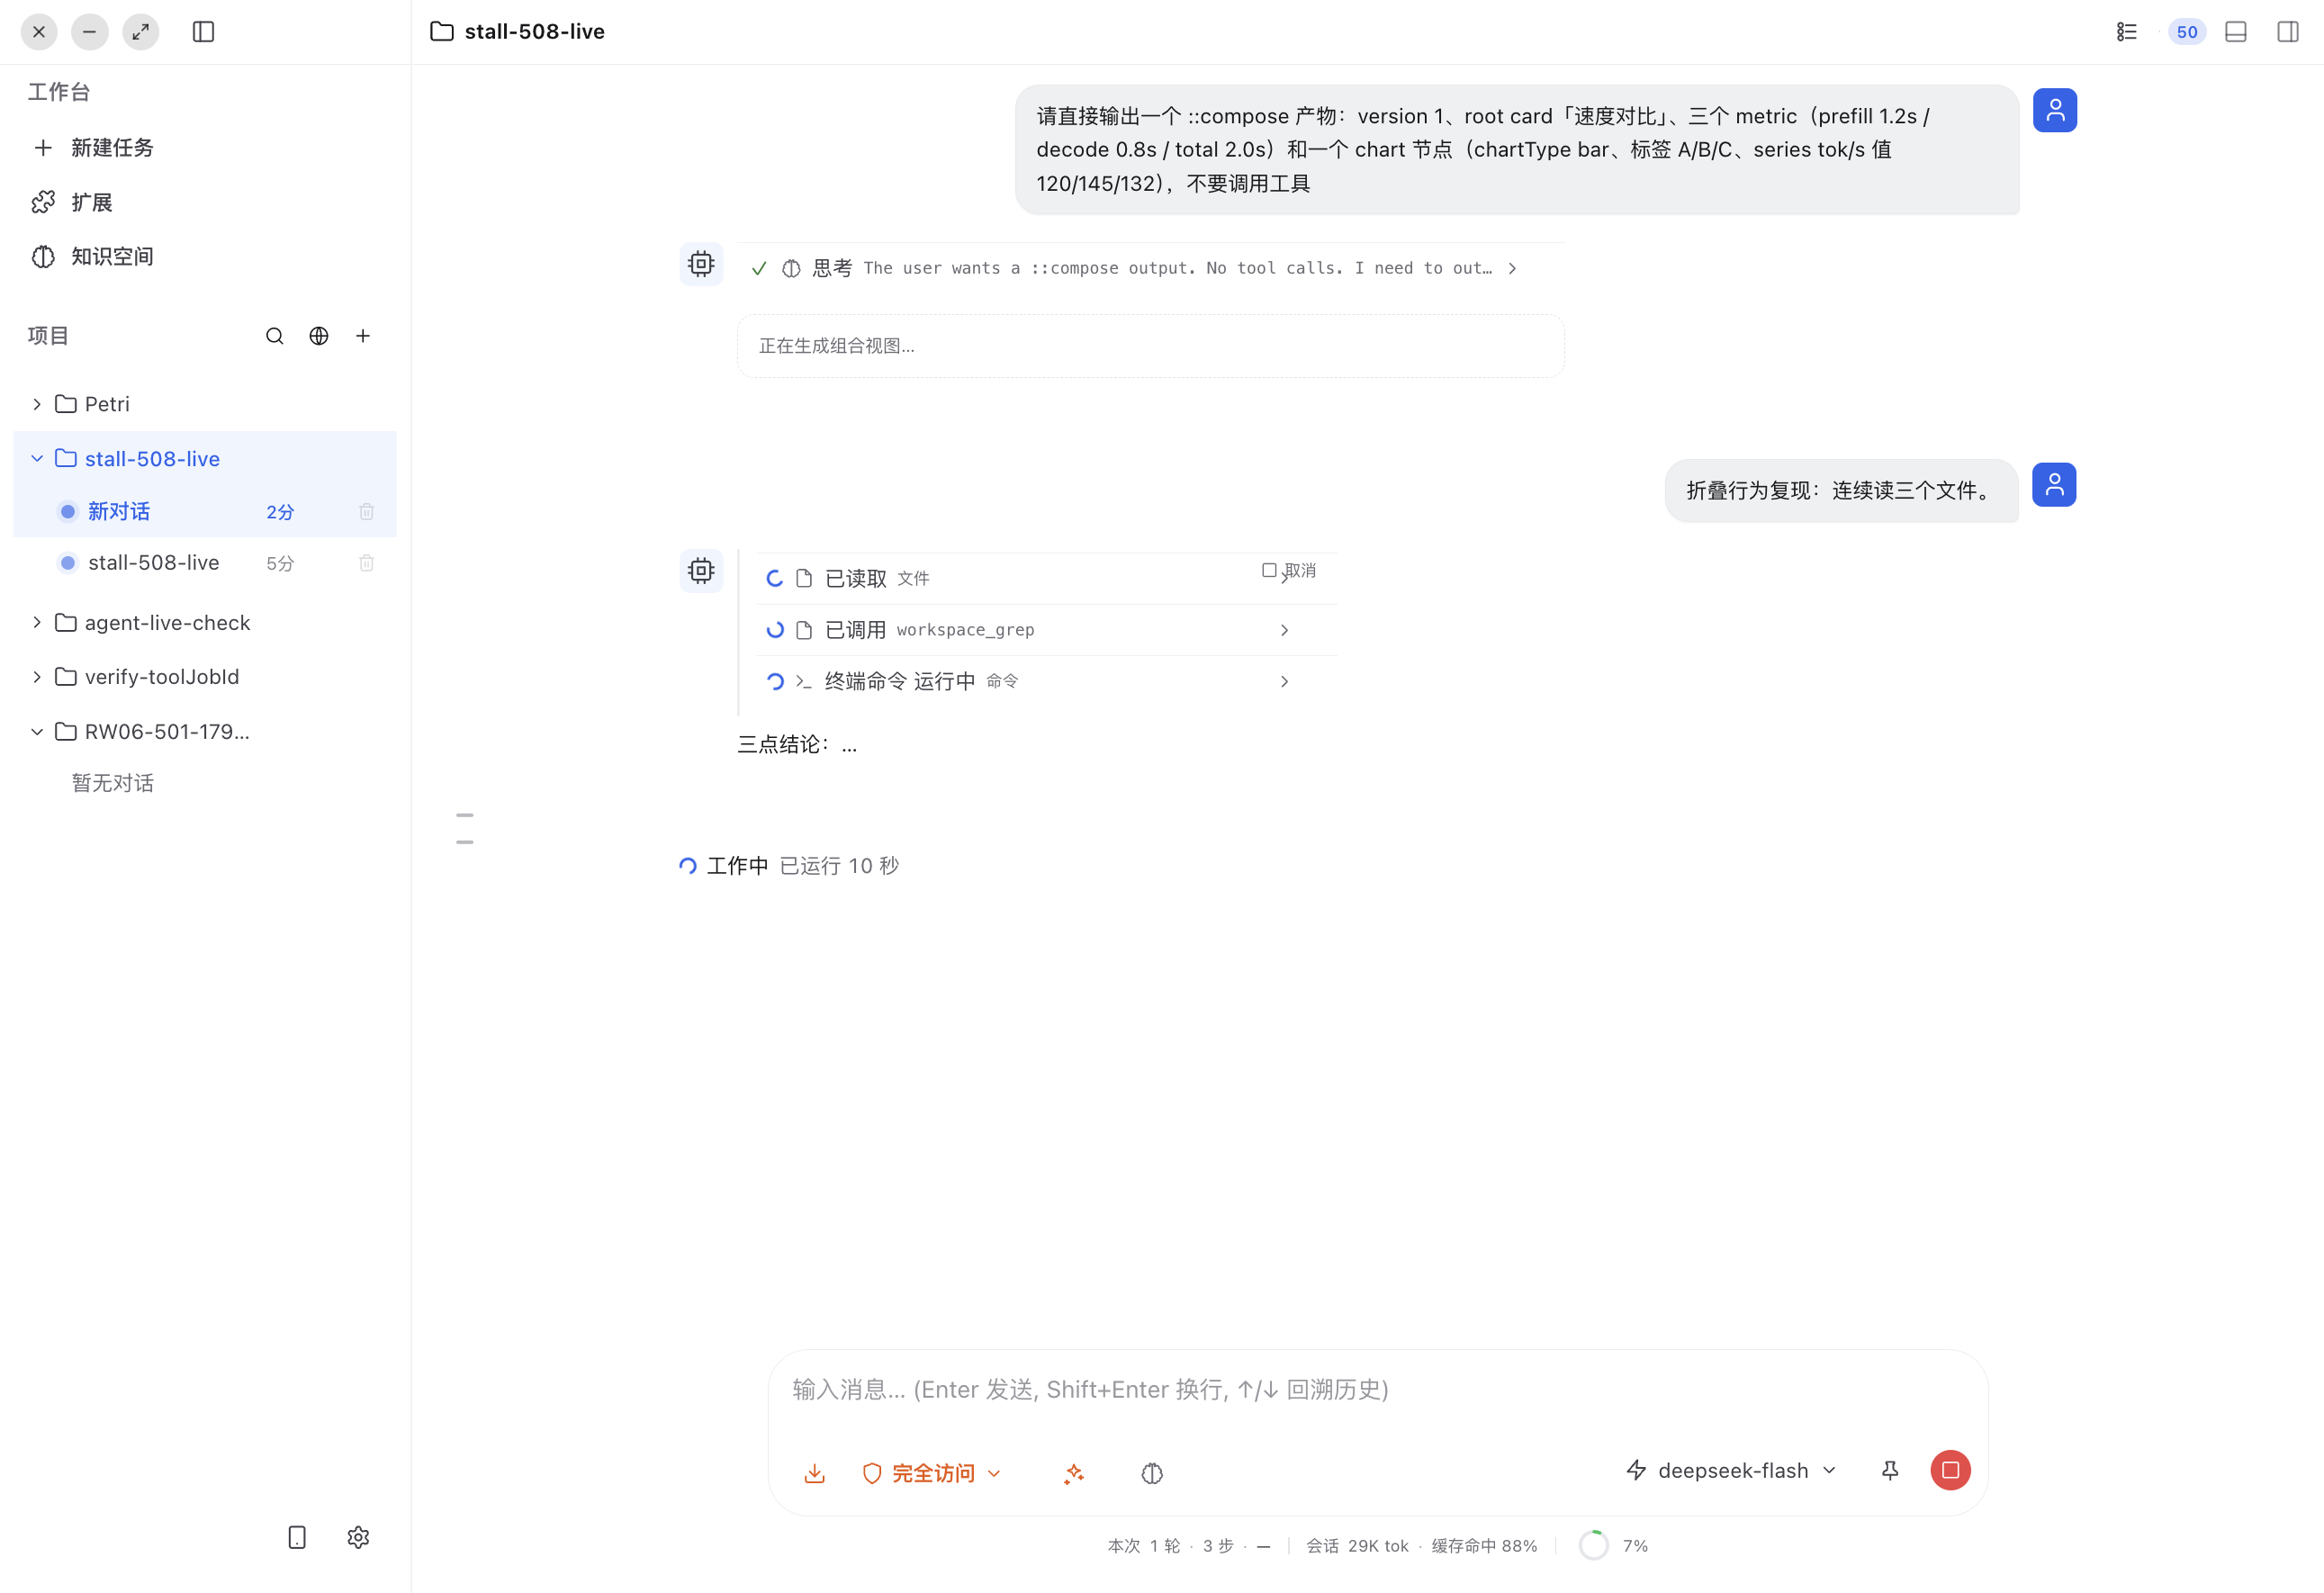 stall-508-live
50
工作台
新建任务
扩展
知识空间
项目
Petri
stall-508-live
新对话 2分
stall-508-live 5分
agent-live-check
verify-toolJobId
RW06-501-179...
暂无对话
请直接输出一个 ::compose 产物：version 1、root card「速度对比」、三个 metric（prefill 1.2s /
decode 0.8s / total 2.0s）和一个 chart 节点（chartType bar、标签 A/B/C、series tok/s 值
120/145/132），不要调用工具
思考 The user wants a ::compose output. No tool calls. I need to out…
正在生成组合视图...
折叠行为复现：连续读三个文件。
已读取 文件 取消
已调用 workspace_grep
终端命令 运行中 命令
三点结论：...
工作中 已运行 10 秒
输入消息... (Enter 发送, Shift+Enter 换行, ↑/↓ 回溯历史)
完全访问
deepseek-flash
本次 1 轮 · 3 步 · — 会话 29K tok · 缓存命中 88% 7%